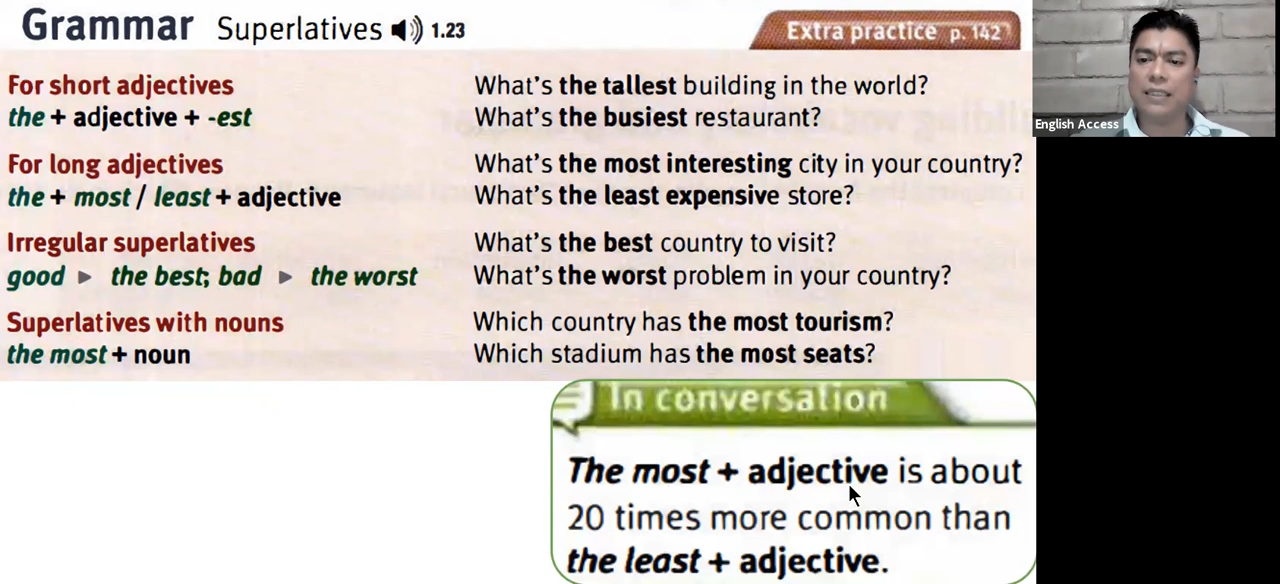 Grammar Superlatives 1.23
Extra practice p. 142
For short adjectives
the + adjective + -est
What's the tallest building in the world?
What's the busiest restaurant?
For long adjectives
the + most / least + adjective
What's the most interesting city in your country?
What's the least expensive store?
Irregular superlatives
good ▸ the best; bad ▸ the worst
What's the best country to visit?
What's the worst problem in your country?
Superlatives with nouns
the most + noun
Which country has the most tourism?
Which stadium has the most seats?
In conversation
The most + adjective is about
20 times more common than
the least + adjective.
English Access